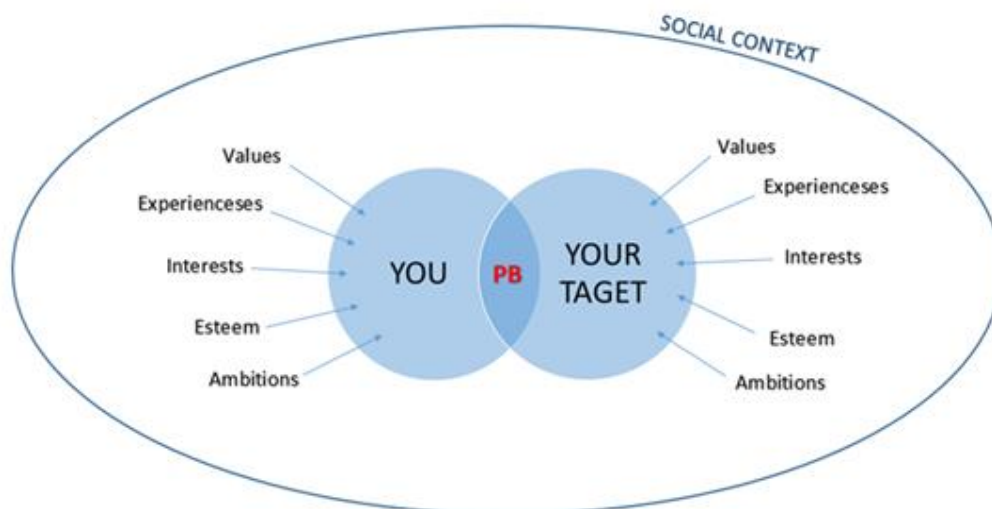 SOCIAL CONTEXT
Values
Experienceses
Interests
Esteem
Ambitions
YOU
PB
YOUR
TAGET
Values
Experienceses
Interests
Esteem
Ambitions